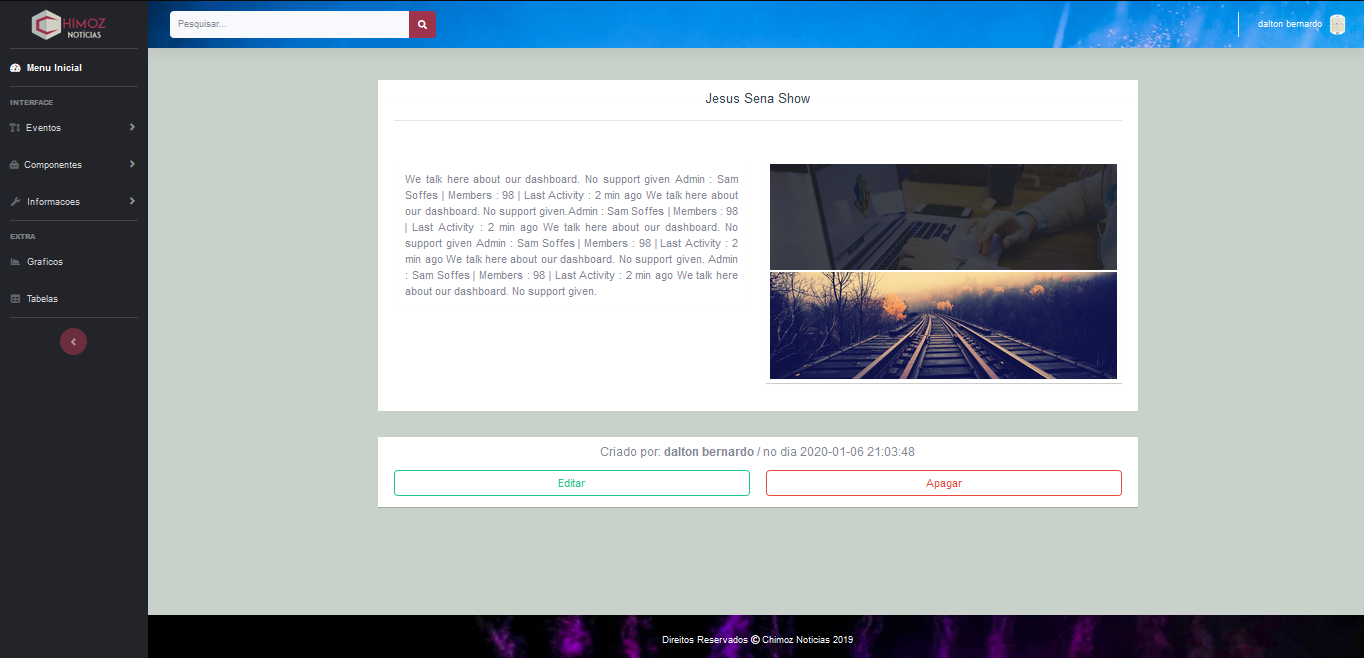 CHIMOZ
NOTÍCIAS
Pesquisar...
dalton bernardo
Menu Inicial
INTERFACE
Eventos
Componentes
Informacoes
EXTRA
Graficos
Tabelas
Jesus Sena Show
We talk here about our dashboard. No support given Admin : Sam
Soffes | Members : 98 | Last Activity : 2 min ago We talk here about
our dashboard. No support given.Admin : Sam Soffes | Members : 98
| Last Activity : 2 min ago We talk here about our dashboard. No
support given Admin : Sam Soffes | Members : 98 | Last Activity : 2
min ago We talk here about our dashboard. No support given. Admin
: Sam Soffes | Members : 98 | Last Activity : 2 min ago We talk here
about our dashboard. No support given.
Criado por: dalton bernardo / no dia 2020-01-06 21:03:48
Editar
Apagar
Direitos Reservados © Chimoz Noticias 2019